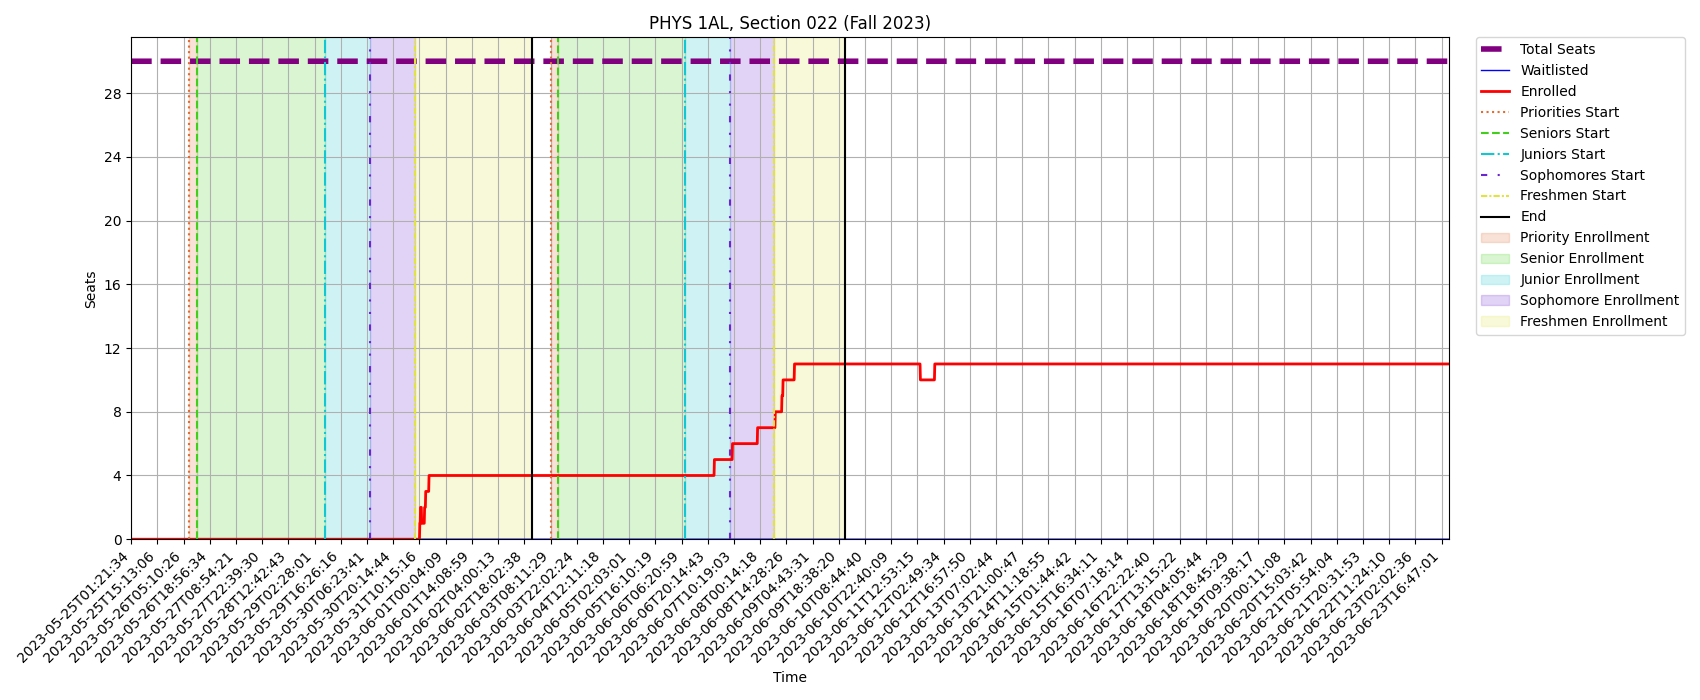 PHYS 1AL, Section 022 (Fall 2023)
Seats
28
24
20
16
12
8
4
0
2023-05-25T01:21:34
2023-05-25T15:13:06
2023-05-26T05:10:26
2023-05-26T18:56:34
2023-05-27T08:54:21
2023-05-27T22:39:30
2023-05-28T12:42:43
2023-05-29T02:28:01
2023-05-29T16:26:16
2023-05-30T06:23:41
2023-05-30T20:14:44
2023-05-31T10:15:16
2023-06-01T00:04:09
2023-06-01T14:08:59
2023-06-02T04:00:13
2023-06-02T18:02:38
2023-06-03T08:11:29
2023-06-03T22:02:24
2023-06-04T12:11:18
2023-06-05T02:03:01
2023-06-05T16:10:19
2023-06-06T06:20:59
2023-06-06T20:14:43
2023-06-07T10:19:03
2023-06-08T00:14:18
2023-06-08T14:28:26
2023-06-09T04:43:31
2023-06-09T18:38:20
2023-06-10T08:44:40
2023-06-10T22:40:09
2023-06-11T12:53:15
2023-06-12T02:49:34
2023-06-12T16:57:50
2023-06-13T07:02:44
2023-06-13T21:00:47
2023-06-14T11:18:55
2023-06-15T01:44:42
2023-06-15T16:34:11
2023-06-16T07:18:14
2023-06-16T22:22:40
2023-06-17T13:15:22
2023-06-18T04:05:44
2023-06-18T18:45:29
2023-06-19T09:38:17
2023-06-20T00:11:08
2023-06-20T15:03:42
2023-06-21T05:54:04
2023-06-21T20:31:53
2023-06-22T11:24:10
2023-06-23T02:02:36
2023-06-23T16:47:01
Time
Total Seats
Waitlisted
Enrolled
Priorities Start
Seniors Start
Juniors Start
Sophomores Start
Freshmen Start
End
Priority Enrollment
Senior Enrollment
Junior Enrollment
Sophomore Enrollment
Freshmen Enrollment